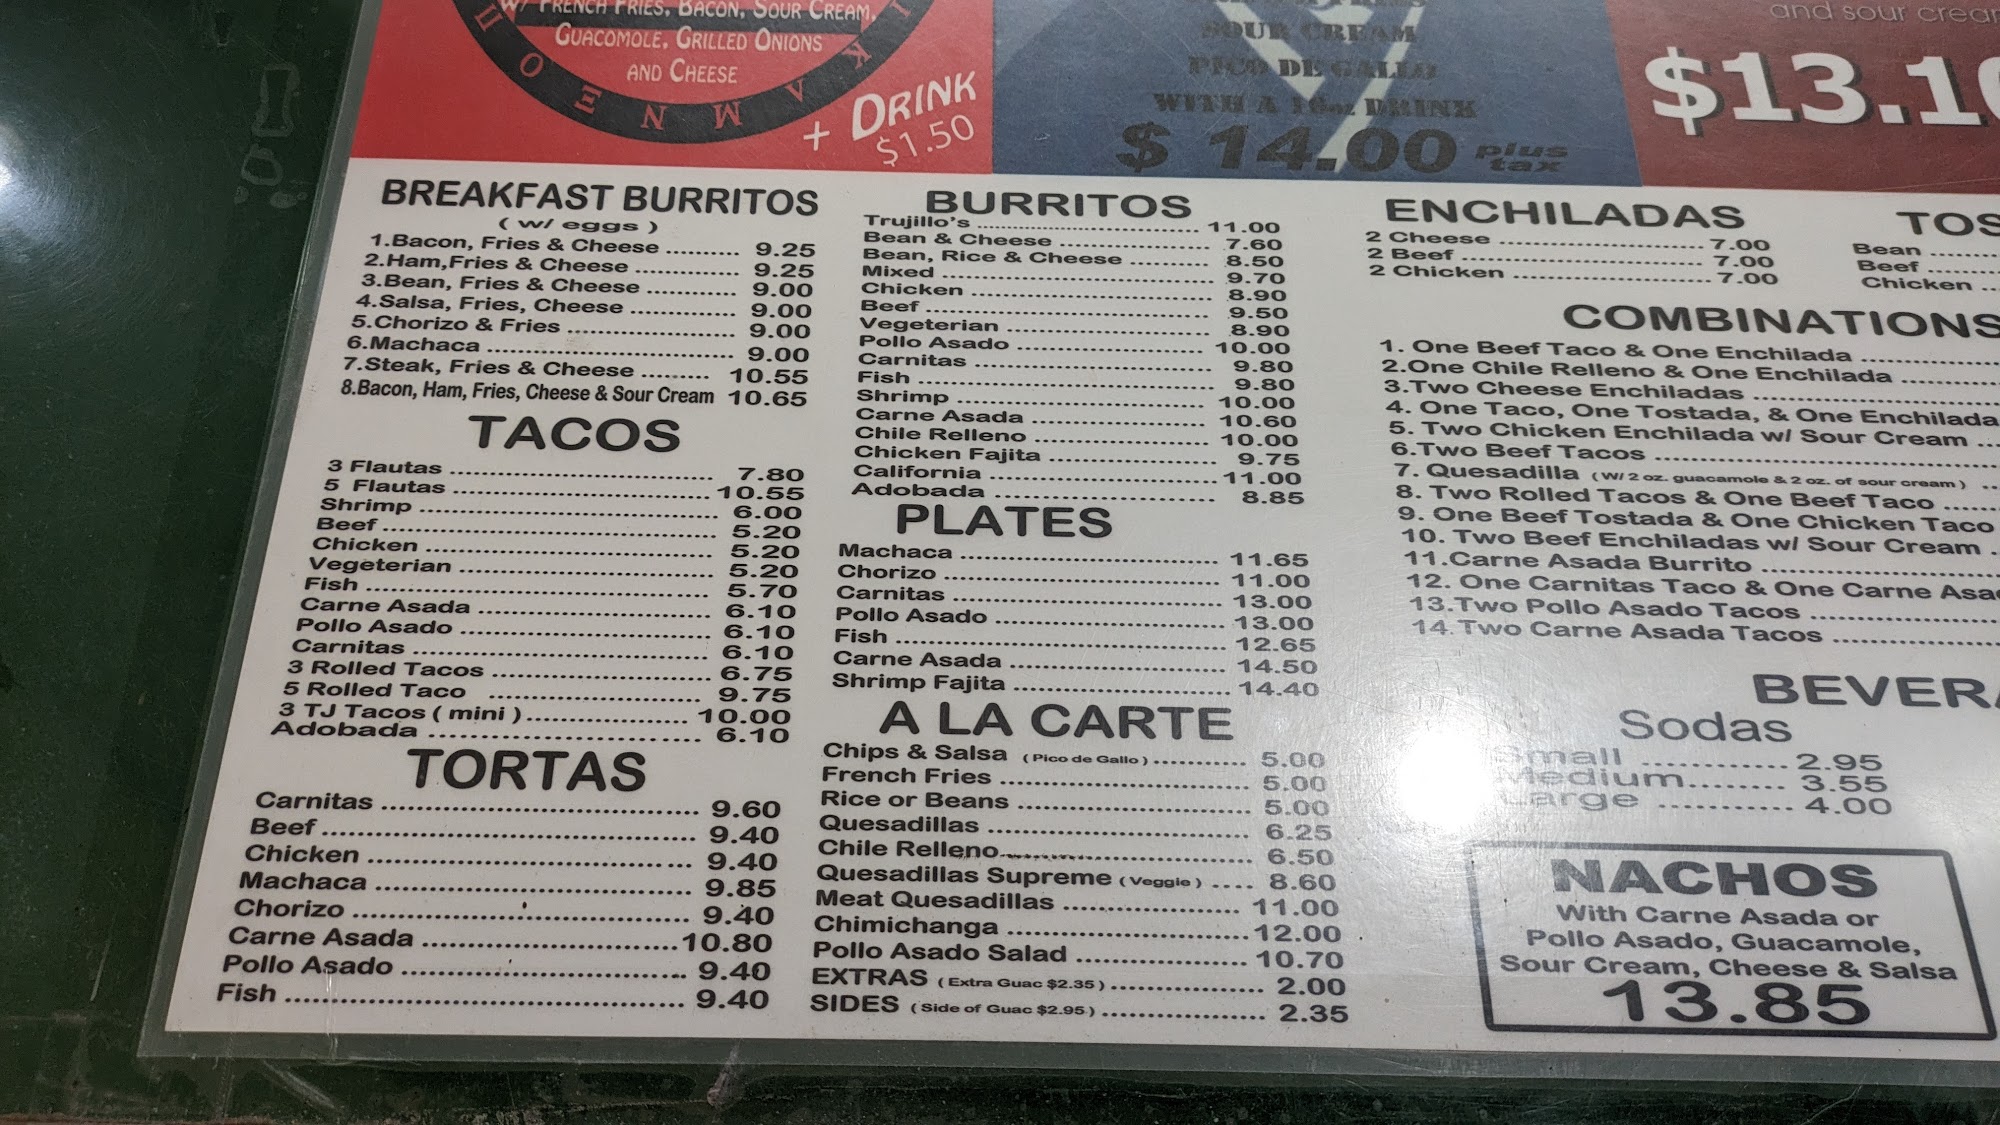 W/ FRENCH FRIES, BACON, SOUR CREAM,
GUACOMOLE, GRILLED ONIONS
AND CHEESE
+ DRINK
$1.50
SOUR CREAM
PICO DE GALLO
WITH A 16oz DRINK
$ 14.00 plus tax
and sour
$13.10
BREAKFAST BURRITOS
( w/ eggs )
1.Bacon, Fries & Cheese ......... 9.25
2.Ham,Fries & Cheese ............. 9.25
3.Bean, Fries & Cheese ........... 9.00
4.Salsa, Fries, Cheese ............. 9.00
5.Chorizo & Fries .................... 9.00
6.Machaca .............................. 9.00
7.Steak, Fries & Cheese ......... 10.55
8.Bacon, Ham, Fries, Cheese & Sour Cream 10.65
TACOS
3 Flautas ................................. 7.80
5 Flautas ................................. 10.55
Shrimp ..................................... 6.00
Beef ......................................... 5.20
Chicken .................................... 5.20
Vegeterian ................................ 5.20
Fish .......................................... 5.70
Carne Asada ............................. 6.10
Pollo Asado .............................. 6.10
Carnitas .................................... 6.10
3 Rolled Tacos .......................... 6.75
5 Rolled Taco ........................... 9.75
3 TJ Tacos ( mini )..................... 10.00
Adobada ................................... 6.10
TORTAS
Carnitas .................................... 9.60
Beef .......................................... 9.40
Chicken ..................................... 9.40
Machaca .................................... 9.85
Chorizo ...................................... 9.40
Carne Asada .............................. 10.80
Pollo Asado ................................ 9.40
Fish ........................................... 9.40
BURRITOS
Trujillo's .................................... 11.00
Bean & Cheese ......................... 7.60
Bean, Rice & Cheese ................ 8.50
Mixed ........................................ 9.70
Chicken ..................................... 8.90
Beef ........................................... 9.50
Vegeterian ................................. 8.90
Pollo Asado ............................... 10.00
Carnitas ..................................... 9.80
Fish ............................................ 9.80
Shrimp ....................................... 10.00
Carne Asada .............................. 10.60
Chile Relleno ............................. 10.00
Chicken Fajita ............................ 9.75
California ................................... 11.00
Adobada .................................... 8.85
PLATES
Machaca .................................... 11.65
Chorizo ...................................... 11.00
Carnitas ..................................... 13.00
Pollo Asado ................................ 13.00
Fish ............................................ 12.65
Carne Asada .............................. 14.50
Shrimp Fajita .............................. 14.40
A LA CARTE
Chips & Salsa ( Pico de Gallo ) ........... 5.00
French Fries ............................... 5.00
Rice or Beans ............................. 5.00
Quesadillas ................................ 6.25
Chile Relleno .............................. 6.50
Quesadillas Supreme ( Veggie ) .... 8.60
Meat Quesadillas ........................ 11.00
Chimichanga .............................. 12.00
Pollo Asado Salad ...................... 10.70
EXTRAS ( Extra Guac $2.35 ) ................. 2.00
SIDES ( Side of Guac $2.95 ) .................. 2.35
ENCHILADAS
2 Cheese ........................... 7.00
2 Beef ................................ 7.00
2 Chicken .......................... 7.00
Bean
Beef
Chicken
COMBINATIONS
1. One Beef Taco & One Enchilada
2.One Chile Relleno & One Enchilada
3.Two Cheese Enchiladas
4. One Taco, One Tostada, & One Enchilada
5. Two Chicken Enchilada w/ Sour Cream
6.Two Beef Tacos
7. Quesadilla ( W/ 2 oz. guacamole & 2 oz. of sour cream )
8. Two Rolled Tacos & One Beef Taco
9. One Beef Tostada & One Chicken Taco
10. Two Beef Enchiladas w/ Sour Cream
11.Carne Asada Burrito
12. One Carnitas Taco & One Carne
13.Two Pollo Asado Tacos
14.Two Carne Asada Tacos
Sodas
Small ............ 2.95
Medium......... 3.55
Large ............ 4.00
NACHOS
With Carne Asada or
Pollo Asado, Guacamole,
Sour Cream, Cheese & Salsa
13.85